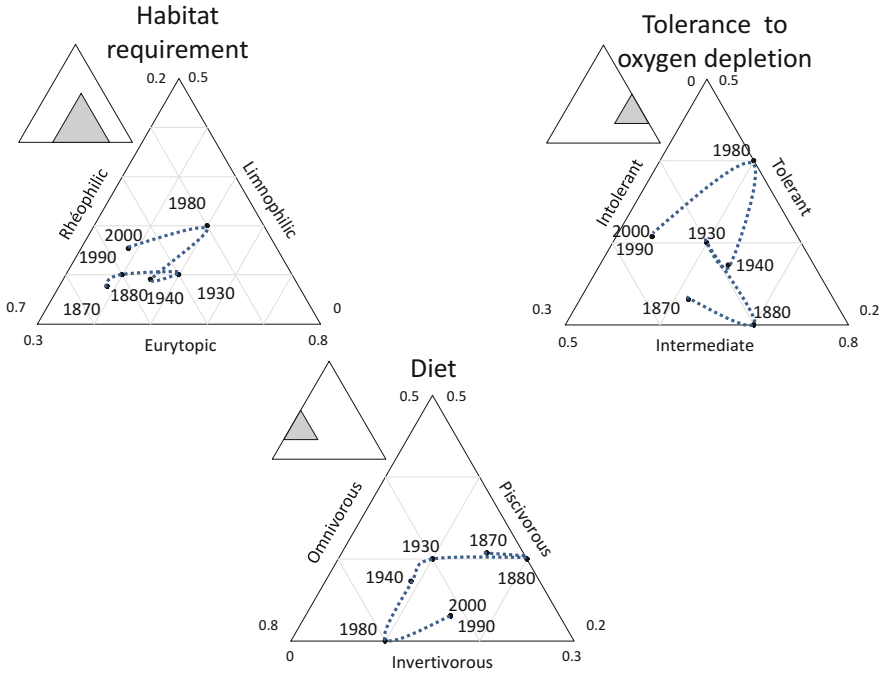 Habitat
requirement
0.2 0.5
Rhéophilic
Limnophilic
1980
2000
1990
1870
1880
1940
1930
0.7
0
0.3
Eurytopic
0.8
Tolerance to
oxygen depletion
0 0.5
Intolerant
Tolerant
1980
2000
1990
1930
1940
1870
1880
0.3
0.2
0.5
Intermediate
0.8
Diet
0.5 0.5
Omnivorous
Piscivorous
1930
1870
1940
1880
2000
1980
1990
0.8
0.2
0
Invertivorous
0.3